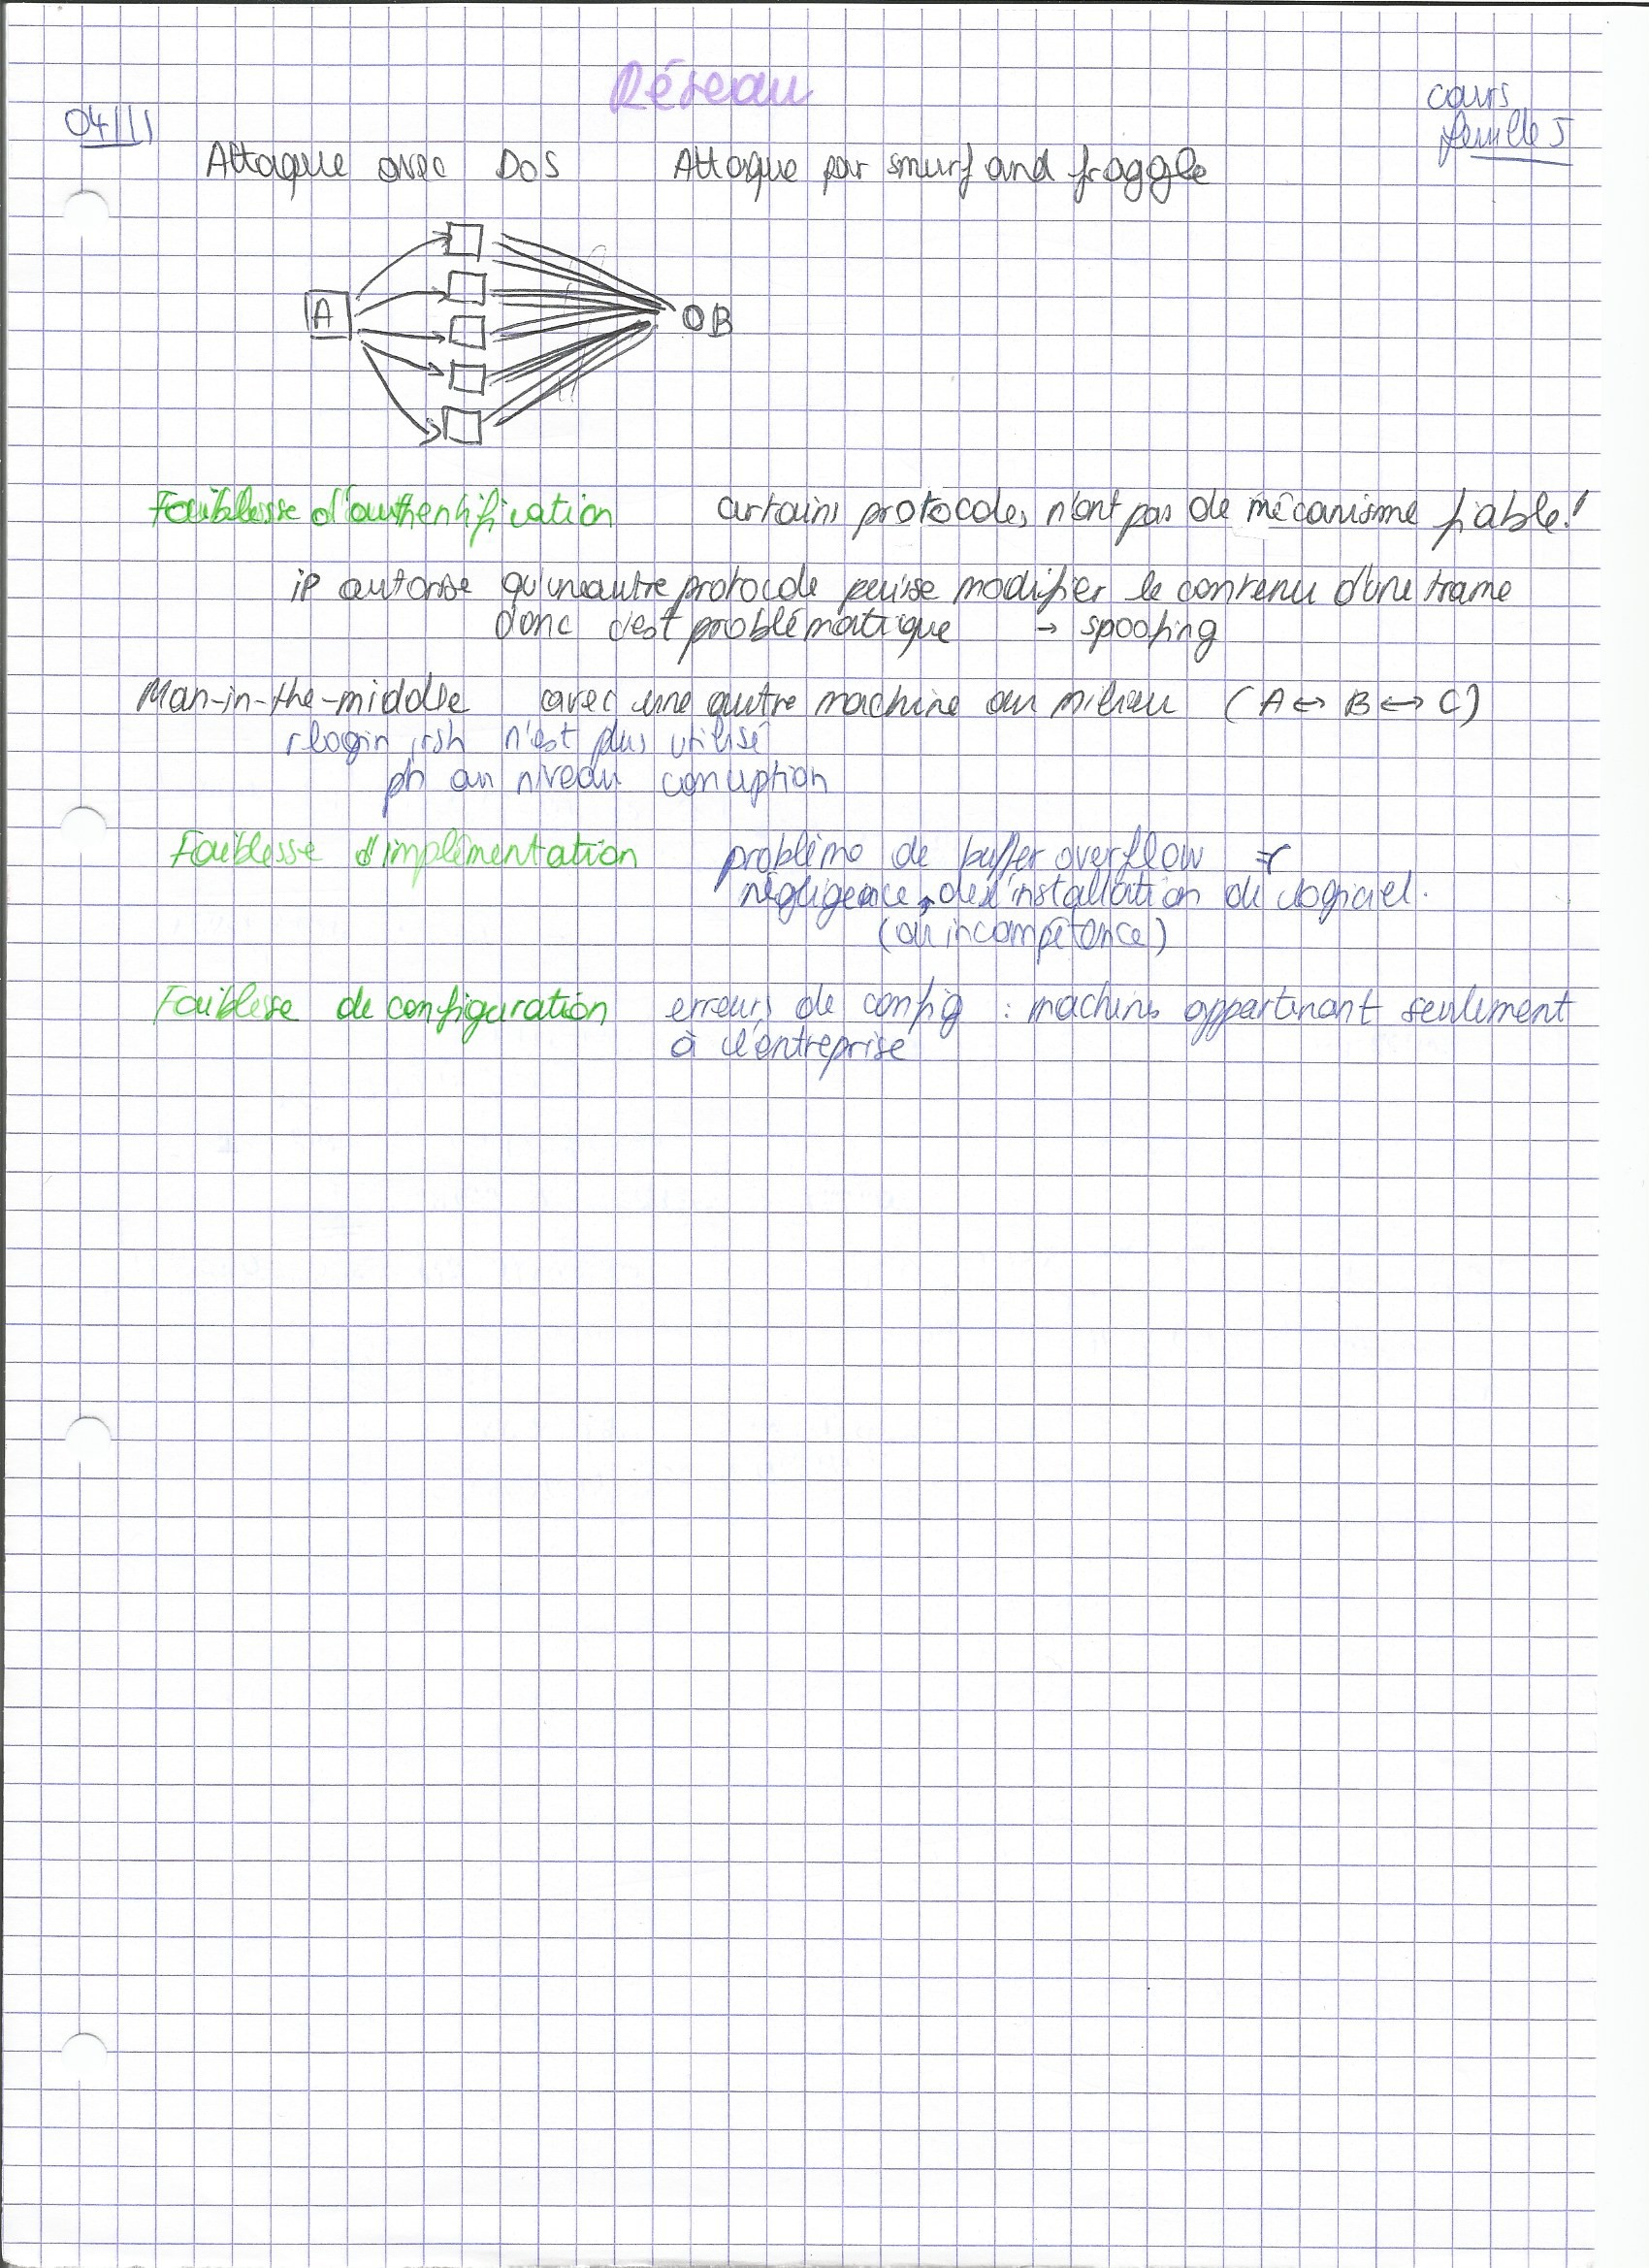 Réseau
cours
feuille 5
04/11
Attaque avec DoS Attaque par smurf and fraggle
A
B
Faiblesse d'authentification certains protocoles n'ont pas de mécanisme fiable!
ip autorise qu'une autre protocole puisse modifier le contenu d'une trame
donc c'est problématique → spoofing
Man-in-the-middle avec une autre machine au milieu (A ↔ B ↔ C)
rlogin, rsh n'est plus utilisé
pb au niveau corruption
Faiblesse d'implémentation problème de buffer overflow
négligence de l'installation du logiciel.
(ou incompétence)
Faiblesse de configuration erreurs de config : machines appartenant seulement
à l'entreprise